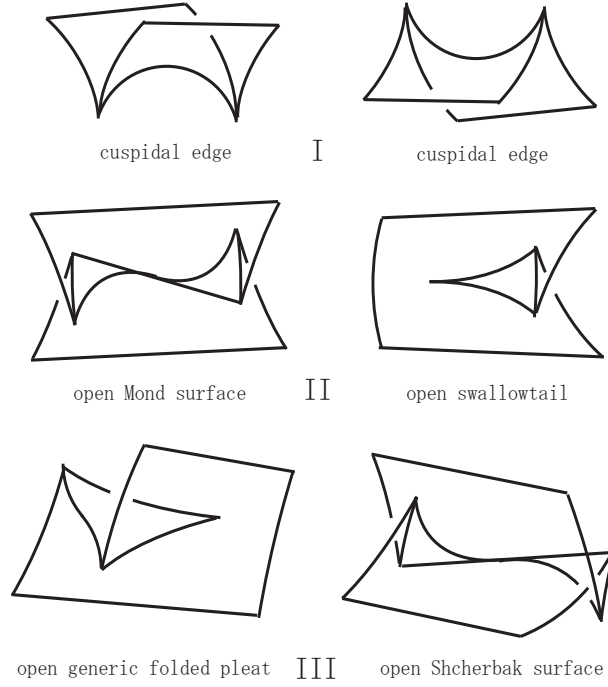 cuspidal edge I cuspidal edge
open Mond surface II open swallowtail
open generic folded pleat III open Shcherbak surface